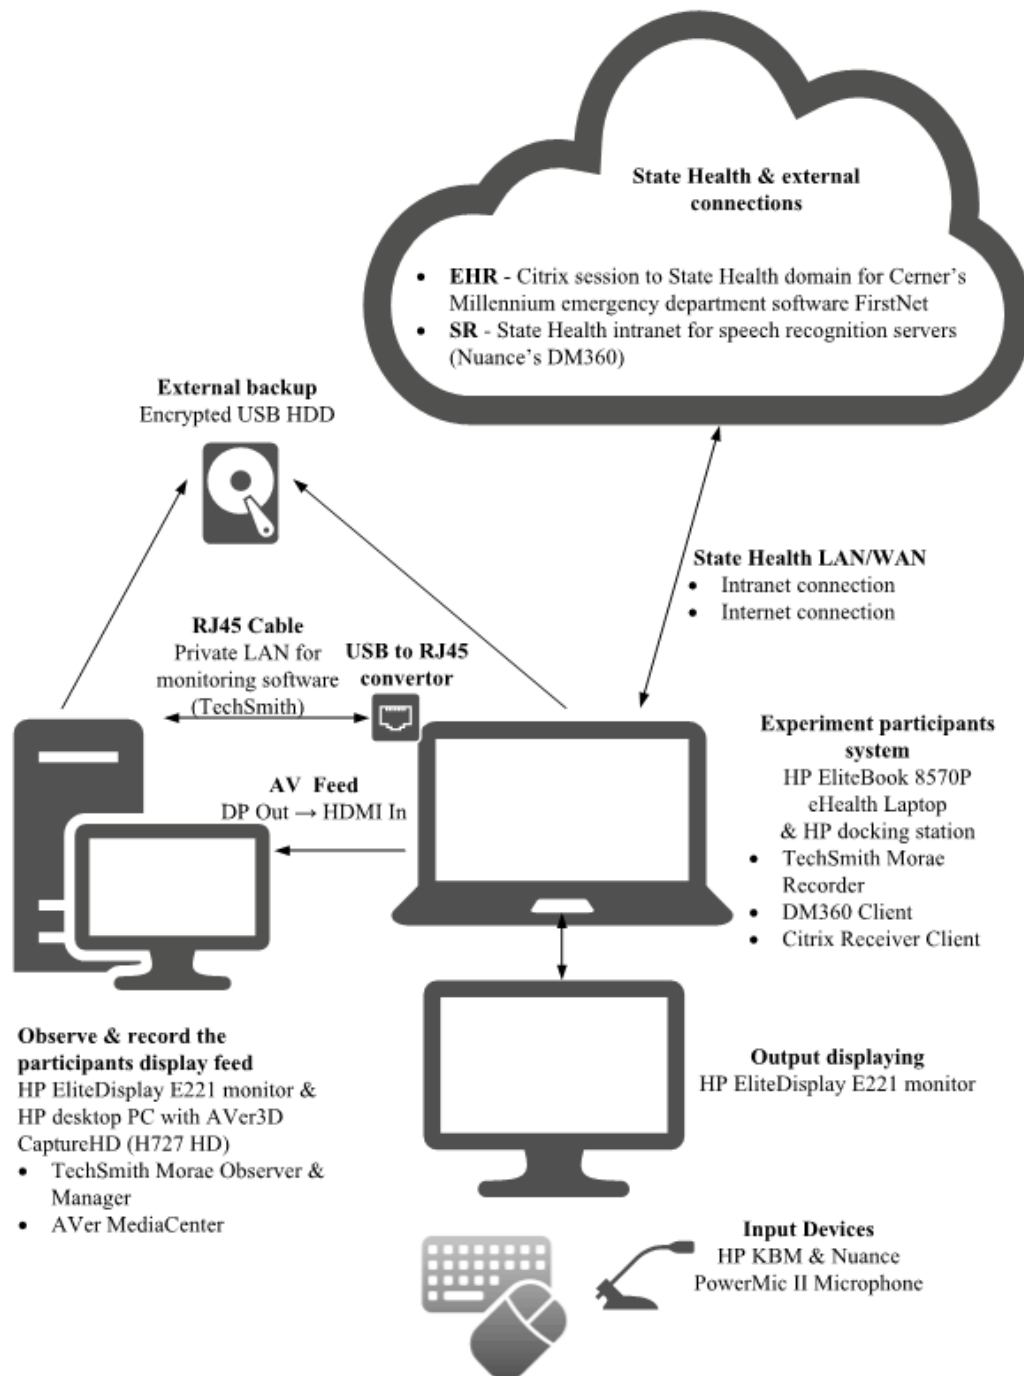 State Health & external
connections
• EHR - Citrix session to State Health domain for Cerner's
Millennium emergency department software FirstNet
• SR - State Health intranet for speech recognition servers
(Nuance's DM360)
External backup
Encrypted USB HDD
State Health LAN/WAN
• Intranet connection
• Internet connection
RJ45 Cable
Private LAN for
monitoring software
(TechSmith)
USB to RJ45
convertor
AV Feed
DP Out → HDMI In
Experiment participants
system
HP EliteBook 8570P
eHealth Laptop
& HP docking station
• TechSmith Morae
Recorder
• DM360 Client
• Citrix Receiver Client
Observe & record the
participants display feed
HP EliteDisplay E221 monitor &
HP desktop PC with AVer3D
CaptureHD (H727 HD)
• TechSmith Morae Observer &
Manager
• AVer MediaCenter
Output displaying
HP EliteDisplay E221 monitor
Input Devices
HP KBM & Nuance
PowerMic II Microphone